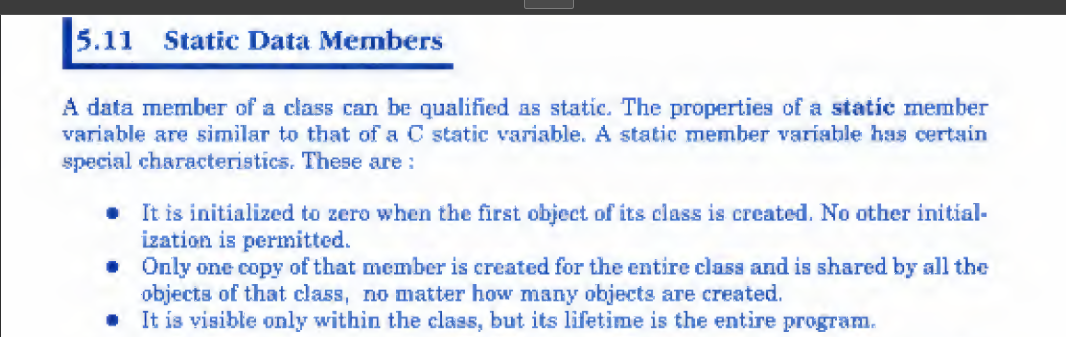 5.11 Static Data Members
A data member of a class can be qualified as static. The properties of a static member
variable are similar to that of a C static variable. A static member variable has certain
special characteristics. These are :
● It is initialized to zero when the first object of its class is created. No other initial-
ization is permitted.
● Only one copy of that member is created for the entire class and is shared by all the
objects of that class, no matter how many objects are created.
● It is visible only within the class, but its lifetime is the entire program.